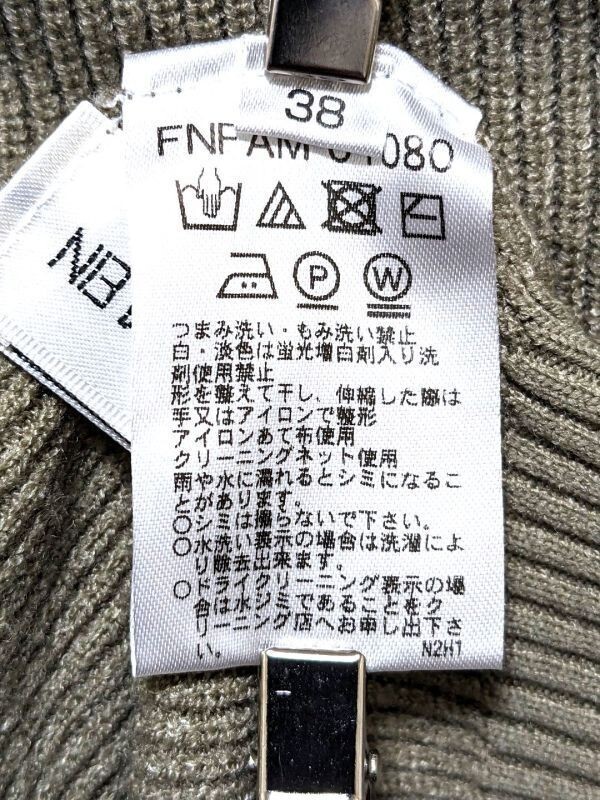 38
FNFAM 01080
NB
P
W
つまみ洗い・もみ洗い禁止
白・淡色は蛍光増白剤入り洗
剤使用禁止
形を整えて干し、伸縮した際は
手又はアイロンで整形
アイロンあて布使用
クリーニングネット使用
雨や水に濡れるとシミになるこ
とがあります。
○シミは擦らないで下さい。
○水洗い表示の場合は洗濯によ
り除去出来ます。
○ドライクリーニング表示の場
合は水ジミであることをク
リーニング店へお申し出下さ
い。
N2H1